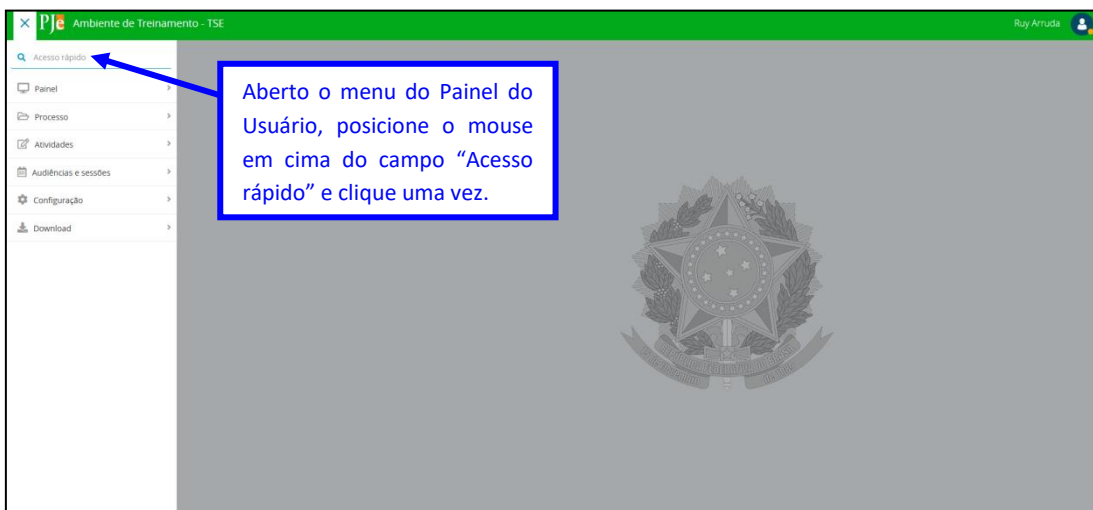 PJe Ambiente de Treinamento - TSE
Ruy Arruda
Acesso rápido
Painel
Processo
Atividades
Audiências e sessões
Configuração
Download
Aberto o menu do Painel do
Usuário, posicione o mouse
em cima do campo “Acesso
rápido” e clique uma vez.